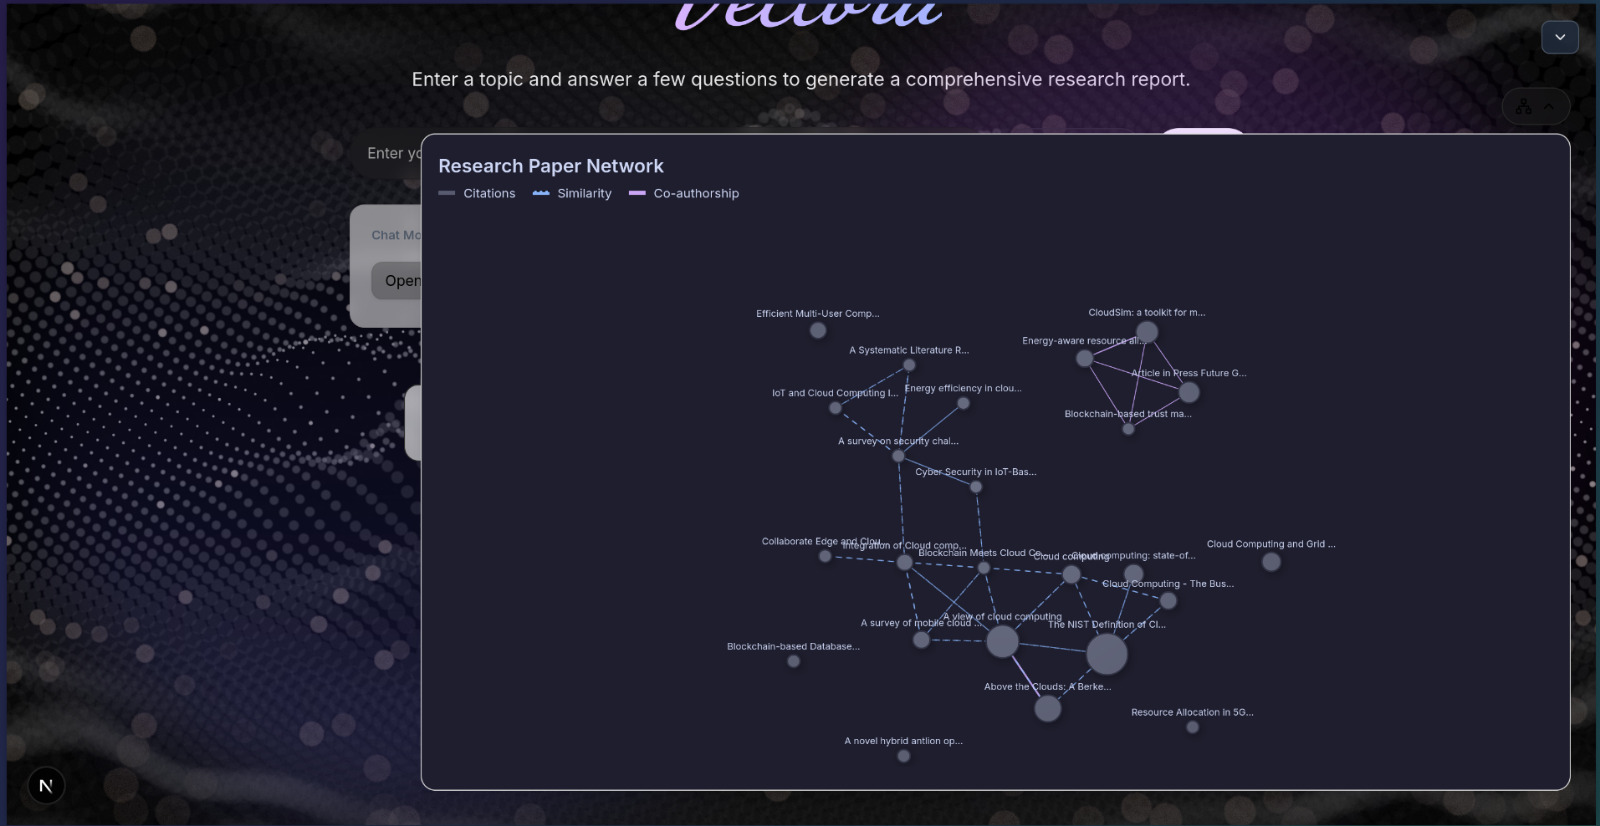 Vectoria
Enter a topic and answer a few questions to generate a comprehensive research report.
Enter yo
Research Paper Network
Citations
Similarity
Co-authorship
Chat Mo
Open
CloudSim: a toolkit for m...
Efficient Multi-User Comp...
Energy-aware resource all...
A Systematic Literature R...
Article in Press Future G...
Energy efficiency in clou...
IoT and Cloud Computing I...
Blockchain-based trust ma...
A survey on security chal...
Cyber Security in IoT-Bas...
Collaborate Edge and Clou...
Integration of Cloud comp...
Blockchain Meets Cloud Co...
Cloud computing
Cloud computing: state-of...
Cloud Computing and Grid ...
Cloud Computing - The Bus...
A view of cloud computing
A survey of mobile cloud ...
The NIST Definition of Cl...
Blockchain-based Database...
Above the Clouds: A Berke...
Resource Allocation in 5G...
A novel hybrid antlion op...
N